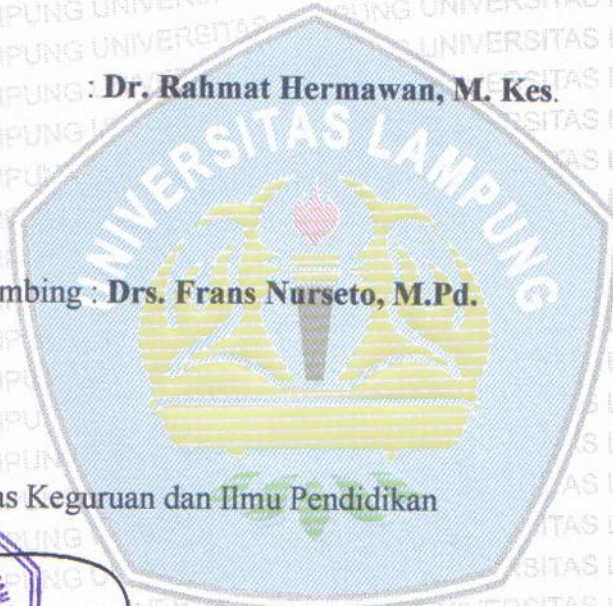 : Dr. Rahmat Hermawan, M. Kes.
UNIVERSITAS LAMPUNG
mbing : Drs. Frans Nurseto, M.Pd.
as Keguruan dan Ilmu Pendidikan